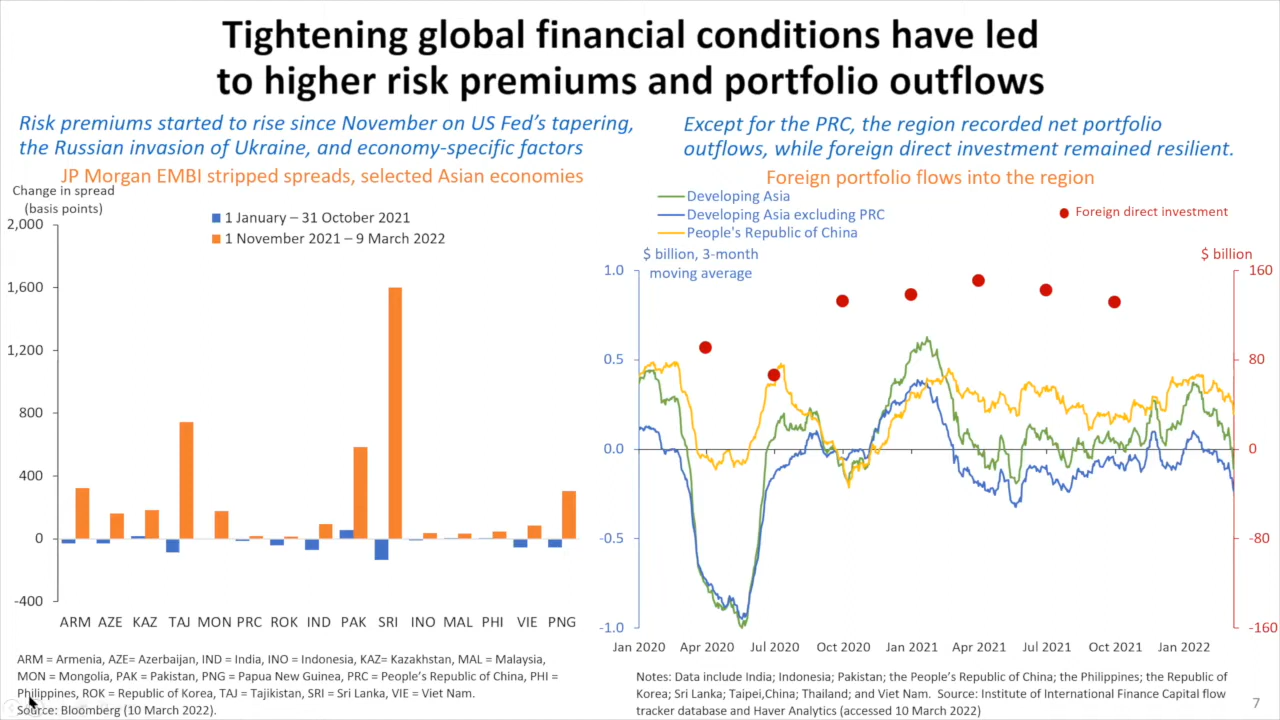 Tightening global financial conditions have led
to higher risk premiums and portfolio outflows
Risk premiums started to rise since November on US Fed's tapering,
the Russian invasion of Ukraine, and economy-specific factors
JP Morgan EMBI stripped spreads, selected Asian economies
Change in spread
(basis points)
1 January – 31 October 2021
1 November 2021 – 9 March 2022
2,000
1,600
1,200
800
400
0
-400
ARM AZE KAZ TAJ MON PRC ROK IND PAK SRI INO MAL PHI VIE PNG
ARM = Armenia, AZE= Azerbaijan, IND = India, INO = Indonesia, KAZ= Kazakhstan, MAL = Malaysia,
MON = Mongolia, PAK = Pakistan, PNG = Papua New Guinea, PRC = People's Republic of China, PHI =
Philippines, ROK = Republic of Korea, TAJ = Tajikistan, SRI = Sri Lanka, VIE = Viet Nam.
Source: Bloomberg (10 March 2022).
Except for the PRC, the region recorded net portfolio
outflows, while foreign direct investment remained resilient.
Foreign portfolio flows into the region
Developing Asia
Developing Asia excluding PRC
People's Republic of China
Foreign direct investment
$ billion, 3-month
moving average
$ billion
1.0
0.5
0.0
-0.5
-1.0
160
80
0
-80
-160
Jan 2020 Apr 2020 Jul 2020 Oct 2020 Jan 2021 Apr 2021 Jul 2021 Oct 2021 Jan 2022
Notes: Data include India; Indonesia; Pakistan; the People's Republic of China; the Philippines; the Republic of
Korea; Sri Lanka; Taipei,China; Thailand; and Viet Nam. Source: Institute of International Finance Capital flow
tracker database and Haver Analytics (accessed 10 March 2022)
7